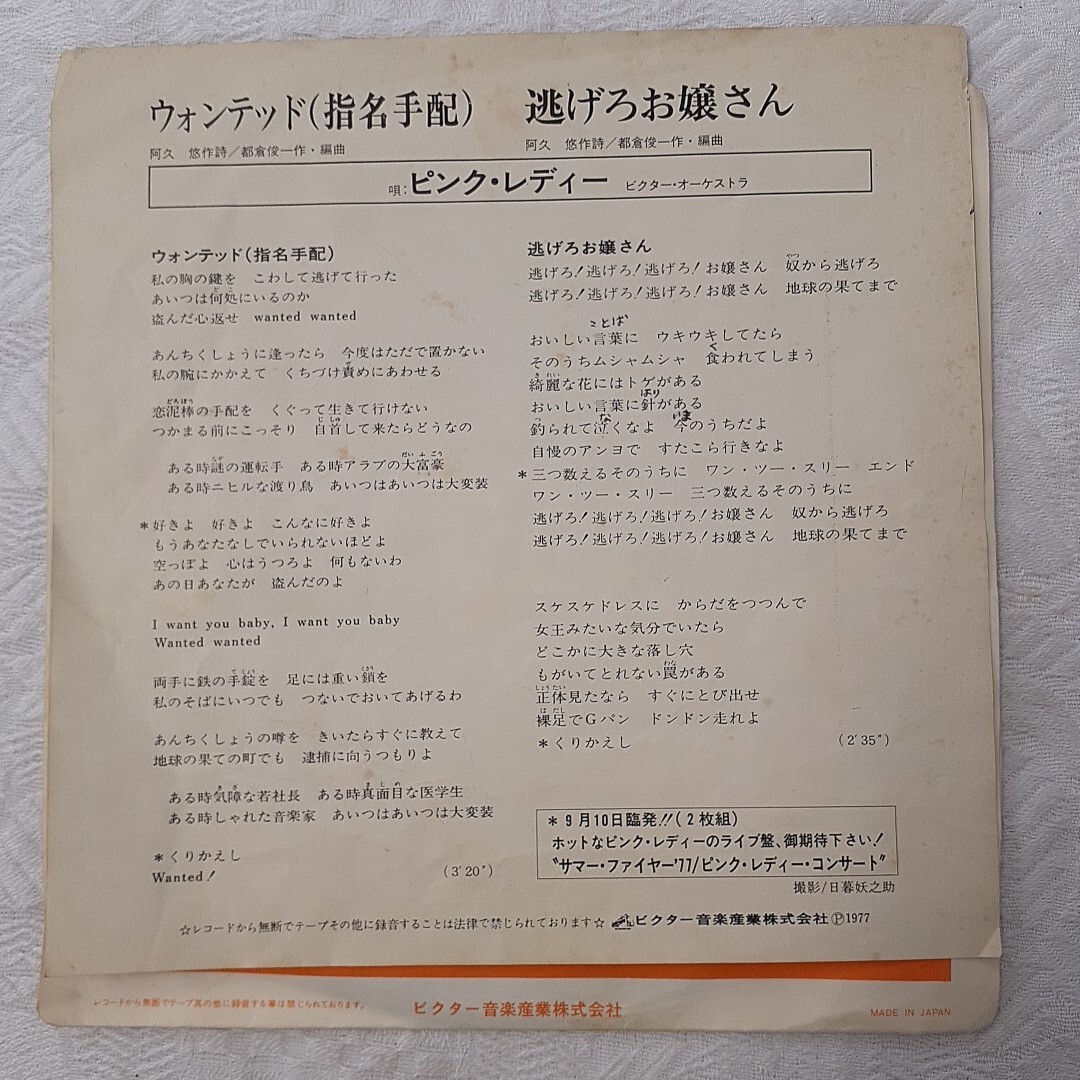 ウォンテッド(指名手配)
阿久 悠作詩/都倉俊一作・編曲
逃げろお嬢さん
阿久 悠作詩/都倉俊一作・編曲
唄:ピンク・レディー ビクター・オーケストラ
ウォンテッド(指名手配)
私の胸の鍵を こわして逃げて行った
あいつは何処にいるのか
盗んだ心返せ wanted wanted
あんちくしょうに逢ったら 今度はただで置かない
私の腕にかかえて くちづけ責めにあわせる
恋泥棒の手配を くぐって生きて行けない
つかまる前にこっそり 自首して来たらどうなの
ある時謎の運転手 ある時アラブの大富豪
ある時ニヒルな渡り鳥 あいつはあいつは大変装
*好きよ 好きよ こんなに好きよ
もうあなたなしでいられないほどよ
空っぽよ 心はうつろよ 何もないわ
あの日あなたが 盗んだのよ
I want you baby, I want you baby
Wanted wanted
両手に鉄の手錠を 足には重い鎖を
私のそばにいつでも つないでおいてあげるわ
あんちくしょうの噂を きいたらすぐに教えて
地球の果ての町でも 逮捕に向うつもりよ
ある時気障な若社長 ある時真面目な医学生
ある時しゃれた音楽家 あいつはあいつは大変装
*くりかえし
Wanted! (3′20″)
逃げろお嬢さん
逃げろ!逃げろ!逃げろ!お嬢さん 奴から逃げろ
逃げろ!逃げろ!逃げろ!お嬢さん 地球の果てまで
おいしい言葉に ウキウキしてたら
そのうちムシャムシャ 食われてしまう
綺麗な花にはトゲがある
おいしい言葉に針がある
釣られて泣くなよ 今のうちだよ
自慢のアンヨで すたこら行きなよ
*三つ数えるそのうちに ワン・ツー・スリー エンド
ワン・ツー・スリー 三つ数えるそのうちに
逃げろ!逃げろ!逃げろ!お嬢さん 奴から逃げろ
逃げろ!逃げろ!逃げろ!お嬢さん 地球の果てまで
スケスケドレスに からだをつつんで
女王みたいな気分でいたら
どこかに大きな落し穴
もがいてとれない罠がある
正体見たなら すぐにとび出せ
裸足でGパン ドンドン走れよ
*くりかえし (2′35″)
*9月10日臨発!!(2枚組)
ホットなピンク・レディーのライブ盤、御期待下さい!
"サマー・ファイヤー'77/ピンク・レディー・コンサート"
撮影/日暮妖之助
☆レコードから無断でテープその他に録音することは法律で禁じられております☆ ビクター音楽産業株式会社Ⓟ1977
レコードから無断でテープ其の他に録音する事は禁じられております。 ビクター音楽産業株式会社 MADE IN JAPAN